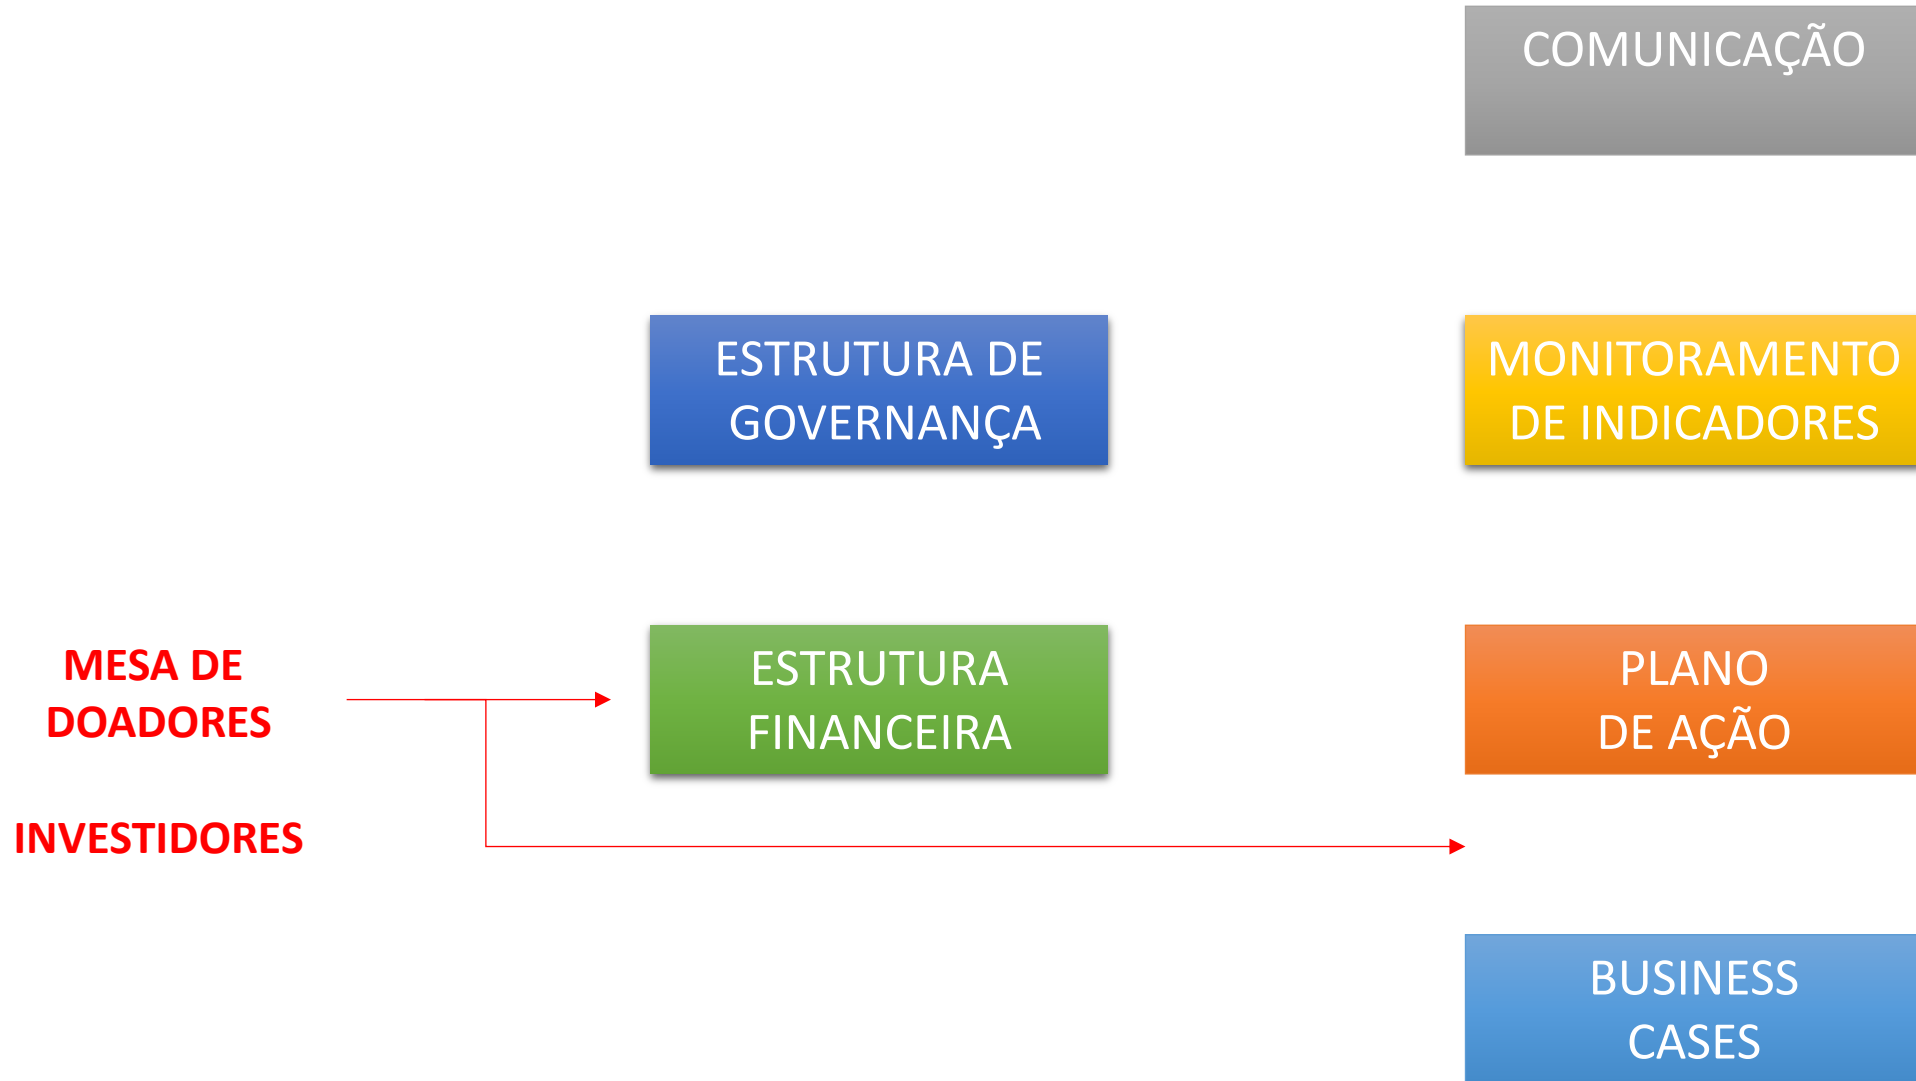 COMUNICAÇÃO
ESTRUTURA DE
GOVERNANÇA
MONITORAMENTO
DE INDICADORES
MESA DE
DOADORES
INVESTIDORES
ESTRUTURA
FINANCEIRA
PLANO
DE AÇÃO
BUSINESS
CASES